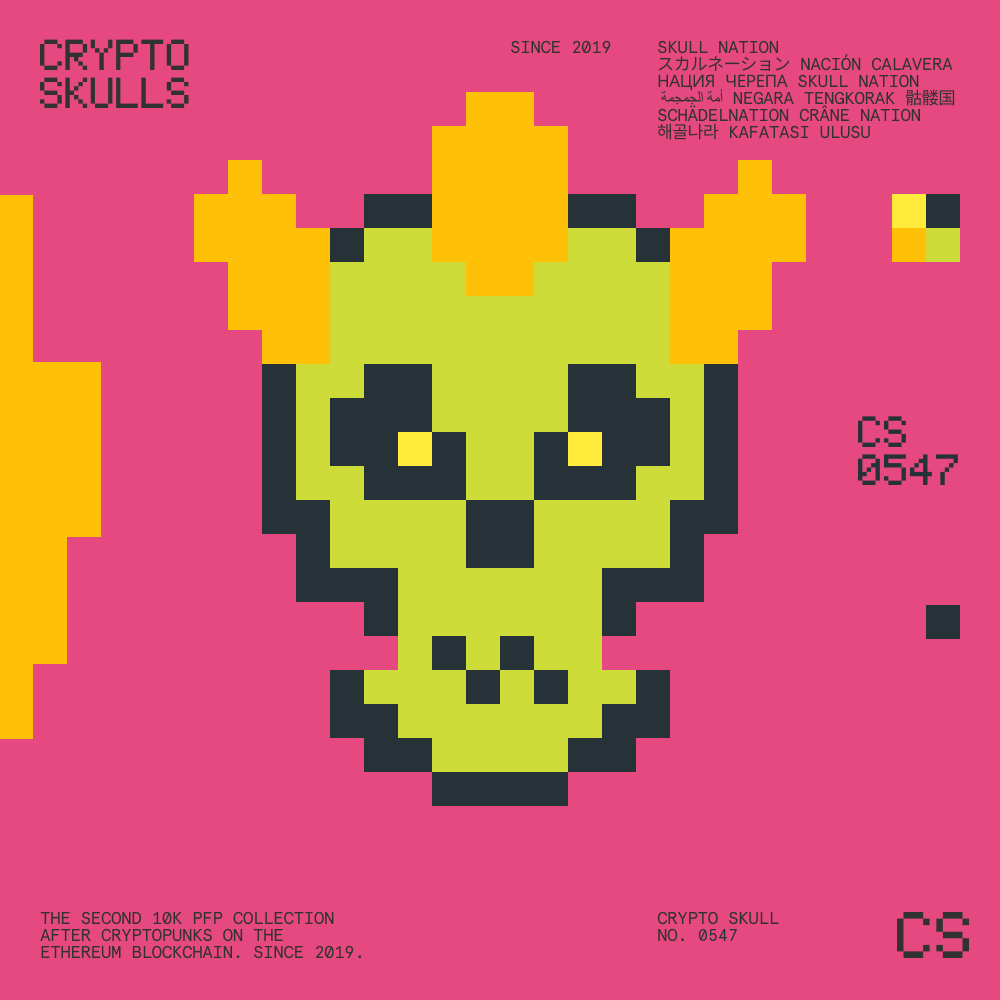 CRYPTO
SKULLS
SINCE 2019
SKULL NATION
スカルネーション NACIÓN CALAVERA
НАЦИЯ ЧЕРЕПА SKULL NATION
أمة الجمجمة NEGARA TENGKORAK 骷髅国
SCHÄDELNATION CRÂNE NATION
해골나라 KAFATASI ULUSU
CS
0547
THE SECOND 10K PFP COLLECTION
AFTER CRYPTOPUNKS ON THE
ETHEREUM BLOCKCHAIN. SINCE 2019.
CRYPTO SKULL
NO. 0547
CS